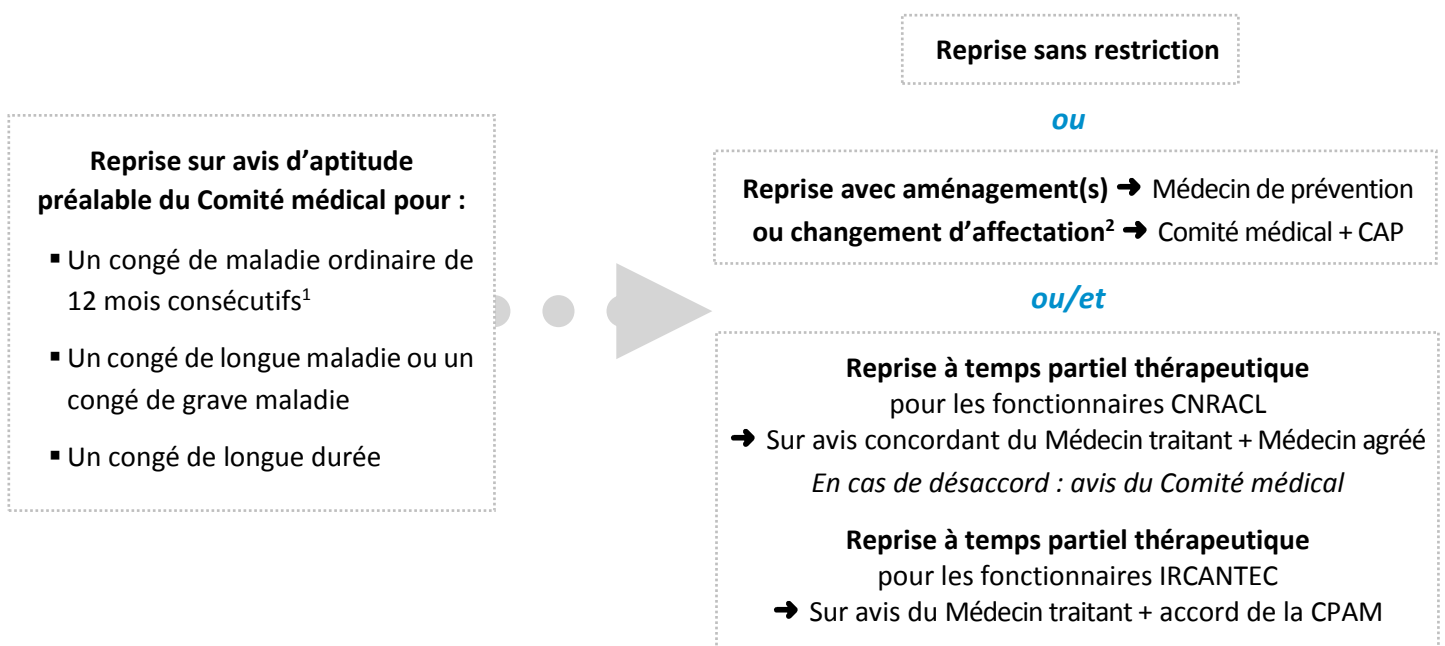 Reprise sur avis d’aptitude
préalable du Comité médical pour :
▪ Un congé de maladie ordinaire de
12 mois consécutifs¹
▪ Un congé de longue maladie ou un
congé de grave maladie
▪ Un congé de longue durée
Reprise sans restriction
ou
Reprise avec aménagement(s) ➜ Médecin de prévention
ou changement d’affectation² ➜ Comité médical + CAP
ou/et
Reprise à temps partiel thérapeutique
pour les fonctionnaires CNRACL
➜ Sur avis concordant du Médecin traitant + Médecin agréé
En cas de désaccord : avis du Comité médical
Reprise à temps partiel thérapeutique
pour les fonctionnaires IRCANTEC
➜ Sur avis du Médecin traitant + accord de la CPAM